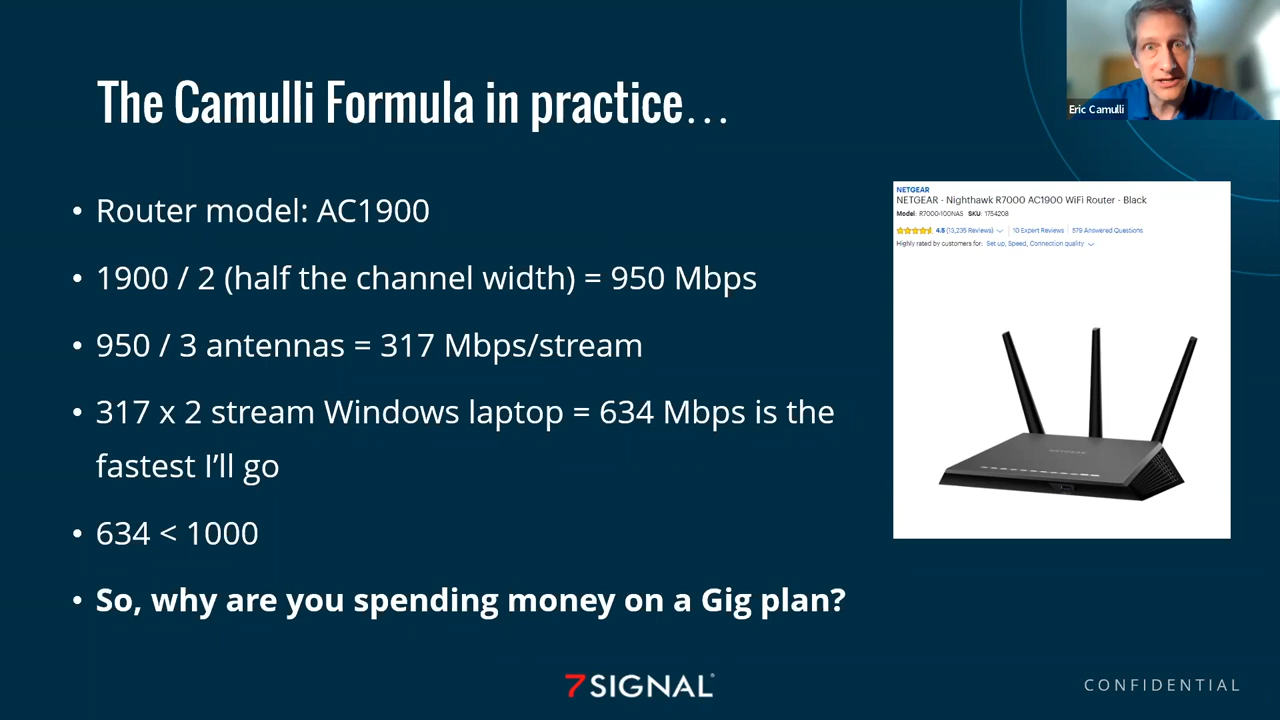 The Camulli Formula in practice…
Eric Camulli
• Router model: AC1900
• 1900 / 2 (half the channel width) = 950 Mbps
• 950 / 3 antennas = 317 Mbps/stream
• 317 x 2 stream Windows laptop = 634 Mbps is the
fastest I’ll go
• 634 < 1000
• So, why are you spending money on a Gig plan?
NETGEAR
NETGEAR - Nighthawk R7000 AC1900 WiFi Router - Black
Model: R7000-100NAS SKU: 1754208
4.5 (13,235 Reviews) 10 Expert Reviews 579 Answered Questions
Highly rated by customers for: Set up, Speed, Connection quality
NETGEAR
7SIGNAL
CONFIDENTIAL